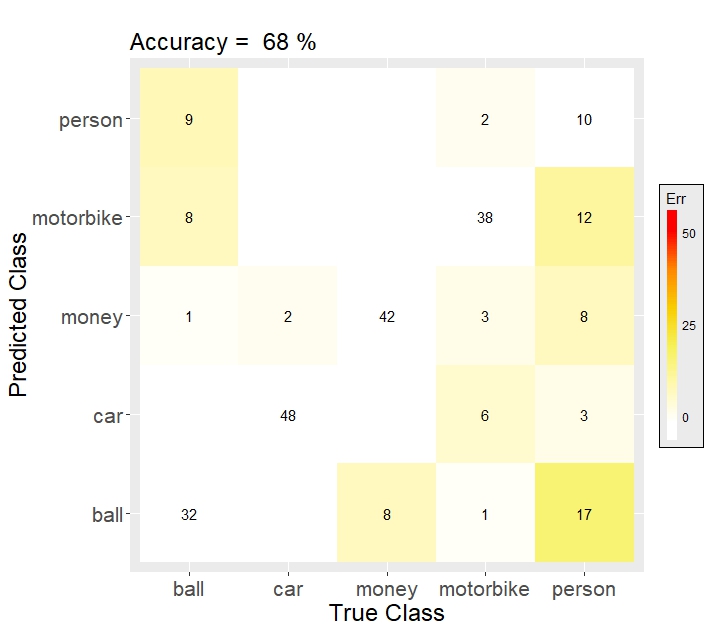 Accuracy =  68 %
Predicted Class
person 9 2 10
motorbike 8 38 12
money 1 2 42 3 8
car 48 6 3
ball 32 8 1 17
ball car money motorbike person
True Class
Err
50
25
0